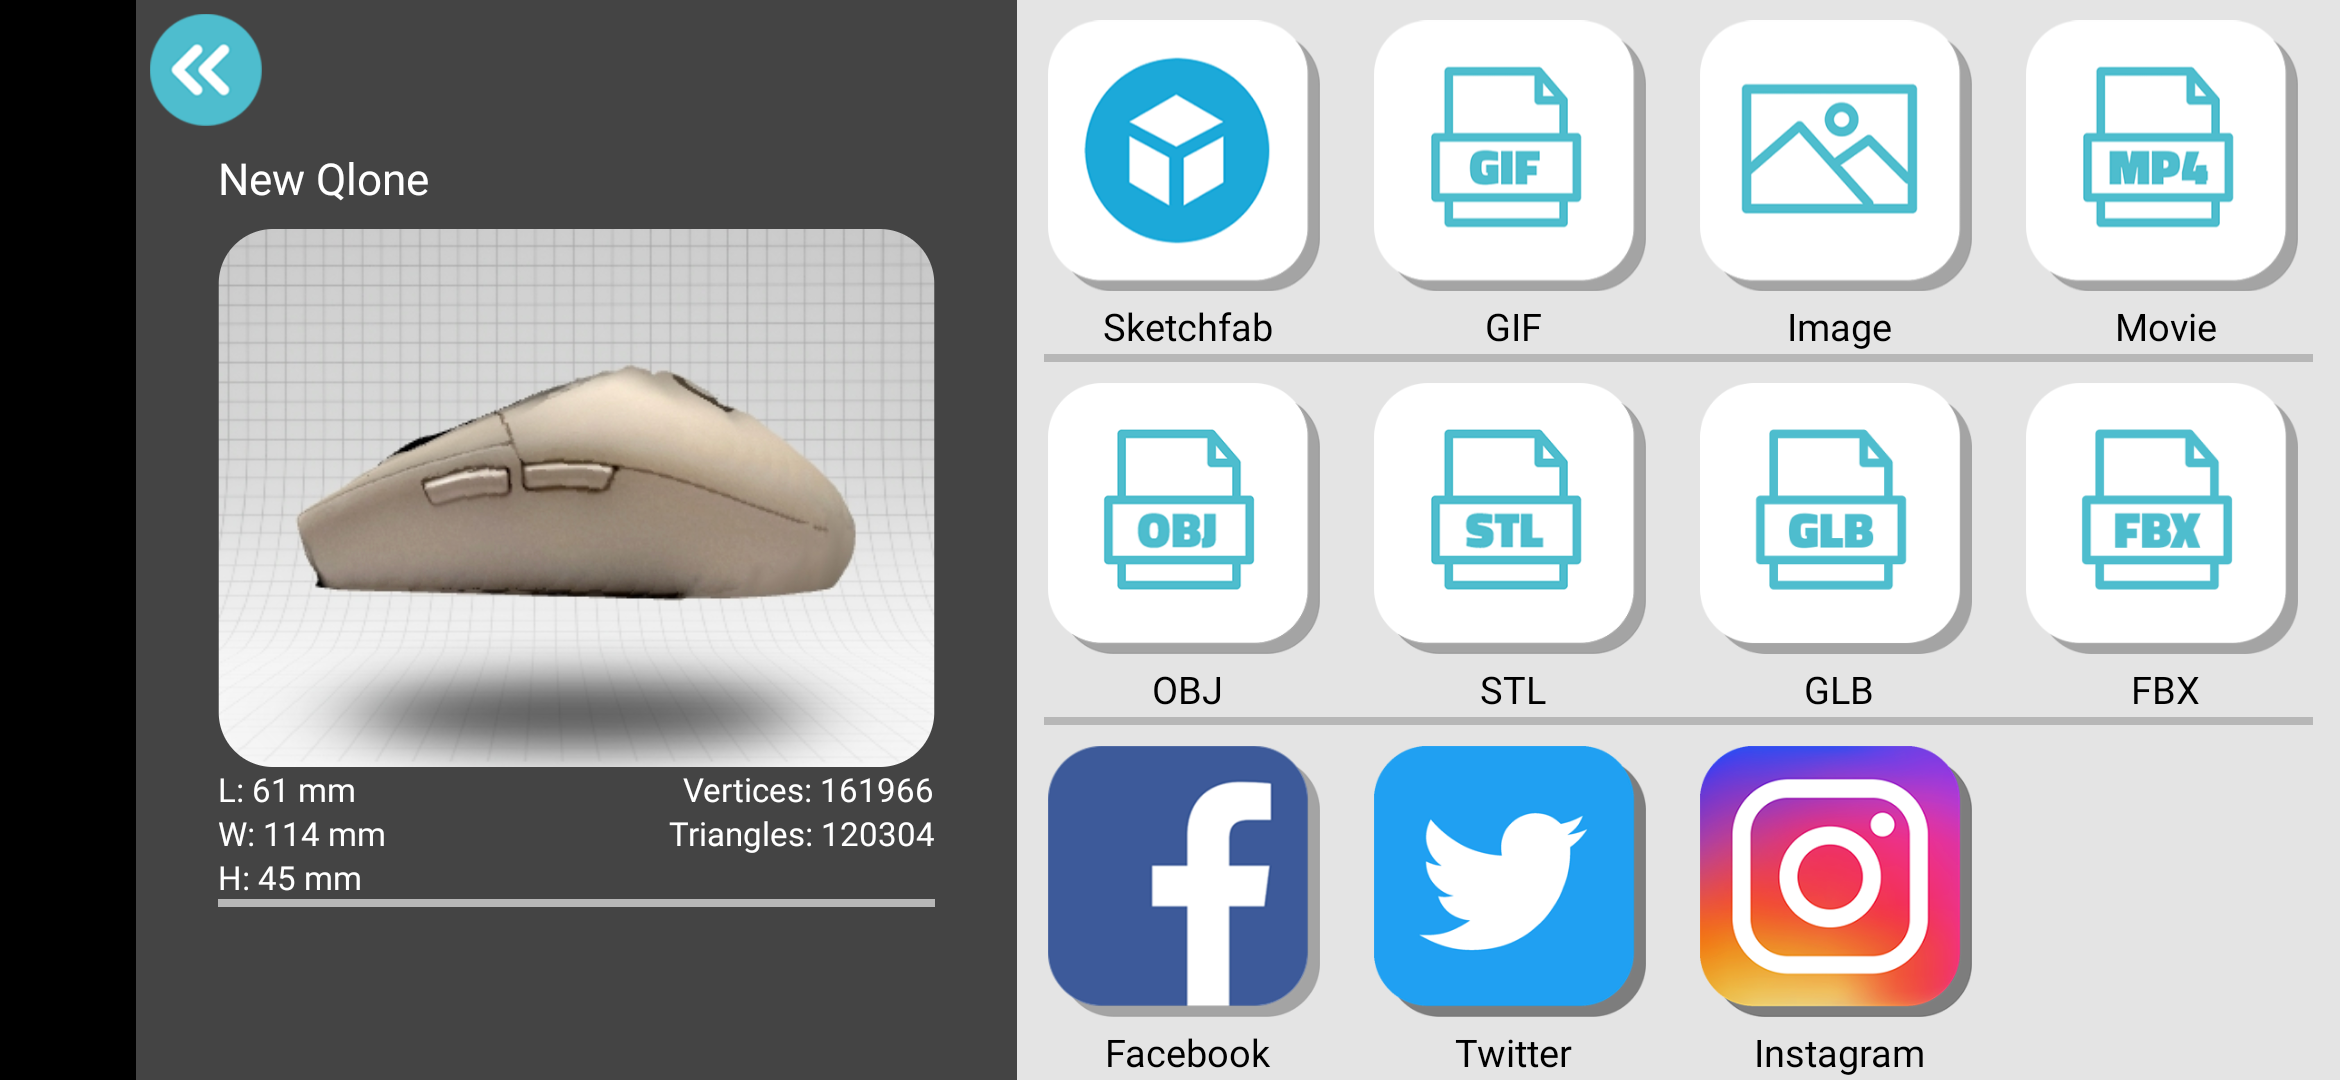 New Qlone
L: 61 mm
W: 114 mm
H: 45 mm
Vertices: 161966
Triangles: 120304
GIF
MP4
Sketchfab
GIF
Image
Movie
OBJ
STL
GLB
FBX
OBJ
STL
GLB
FBX
Facebook
Twitter
Instagram